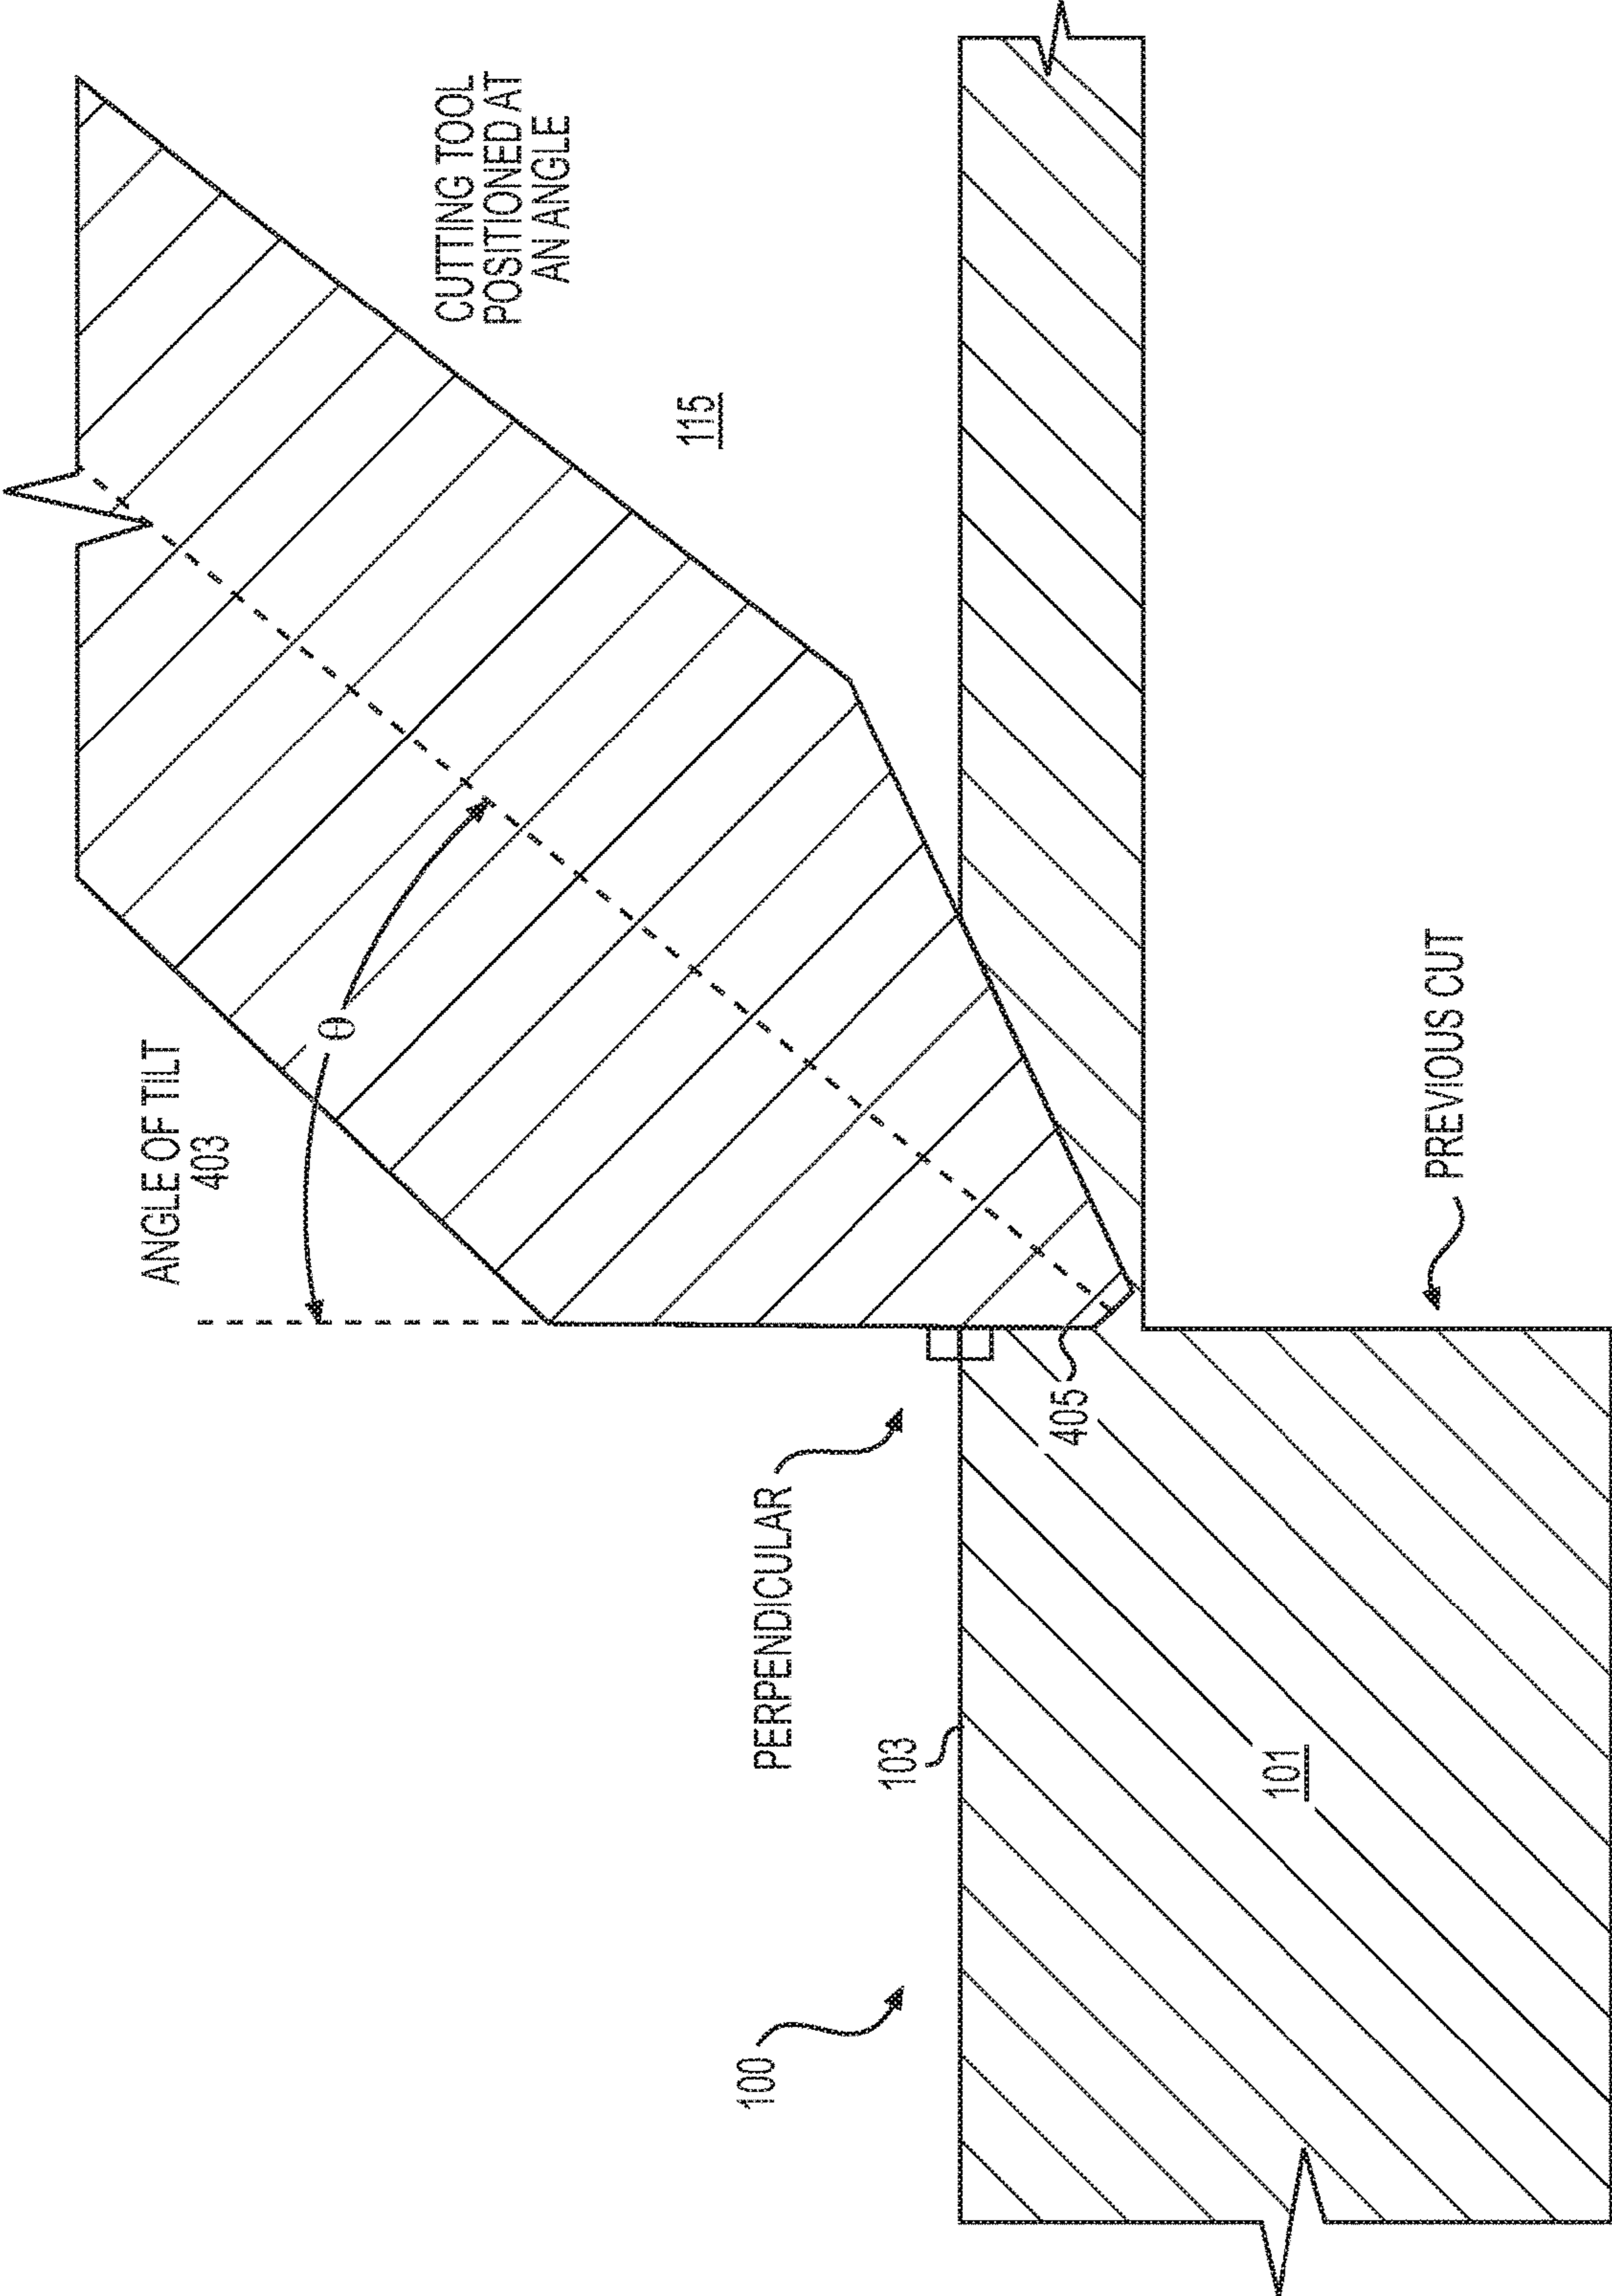 ANGLE OF TILT
403
θ
CUTTING TOOL
POSITIONED AT
AN ANGLE
115
PERPENDICULAR
100
103
405
101
PREVIOUS CUT